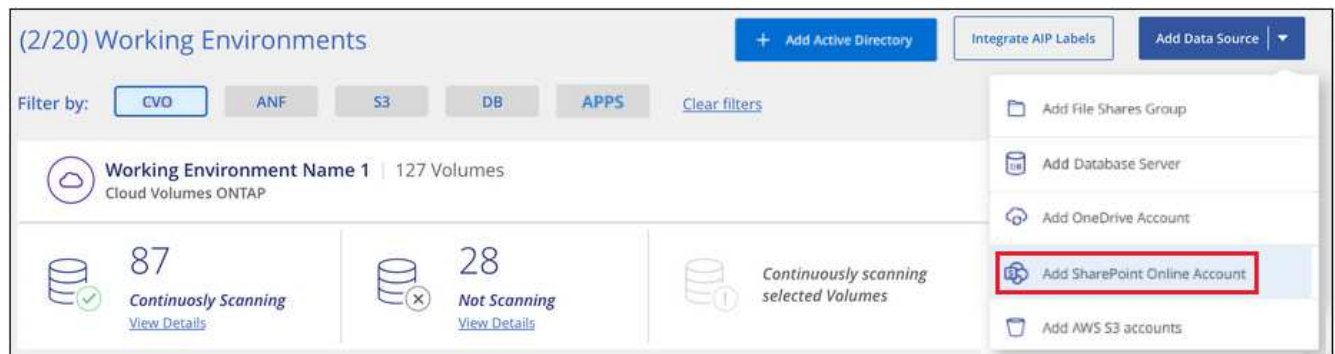 (2/20) Working Environments
+ Add Active Directory
Integrate AIP Labels
Add Data Source
Filter by:
CVO
ANF
S3
DB
APPS
Clear filters
Working Environment Name 1 | 127 Volumes
Cloud Volumes ONTAP
87
Continuosly Scanning
View Details
28
Not Scanning
View Details
Continuously scanning
selected Volumes
Add File Shares Group
DB
Add Database Server
Add OneDrive Account
Add SharePoint Online Account
Add AWS S3 accounts